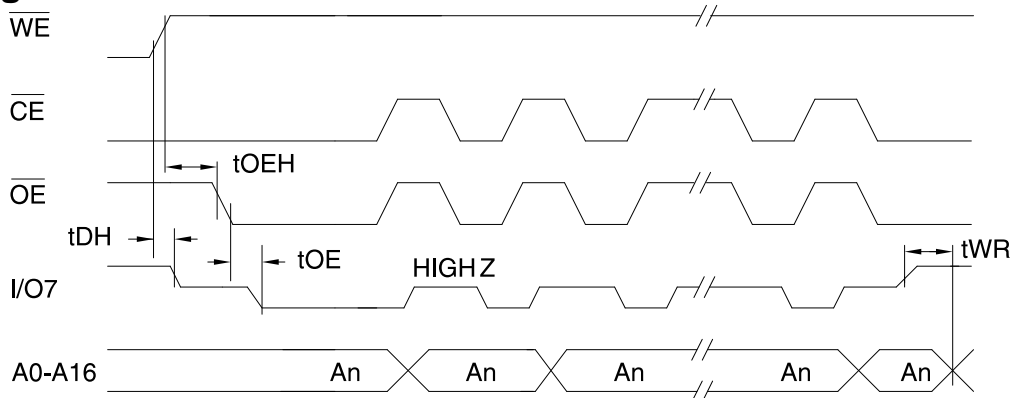 WE
CE
tOEH
OE
tDH
tOE
HIGH Z
tWR
I/O7
A0-A16 An An An An An